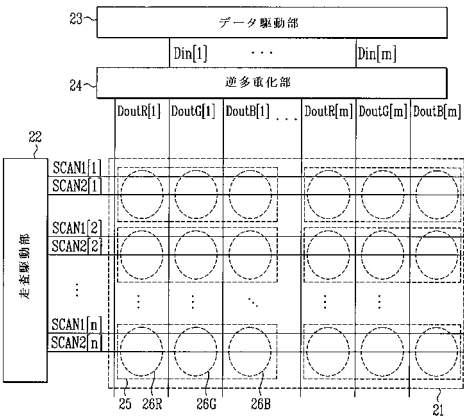 23
データ駆動部
Din[1] ··· Din[m]
24
逆多重化部
DoutR[1] DoutG[1] DoutB[1] ··· DoutR[m] DoutG[m] DoutB[m]
22
走査駆動部
SCAN1[1]
SCAN2[1]
SCAN1[2]
SCAN2[2]
SCAN1[n]
SCAN2[n]
25 26R 26G 26B 21